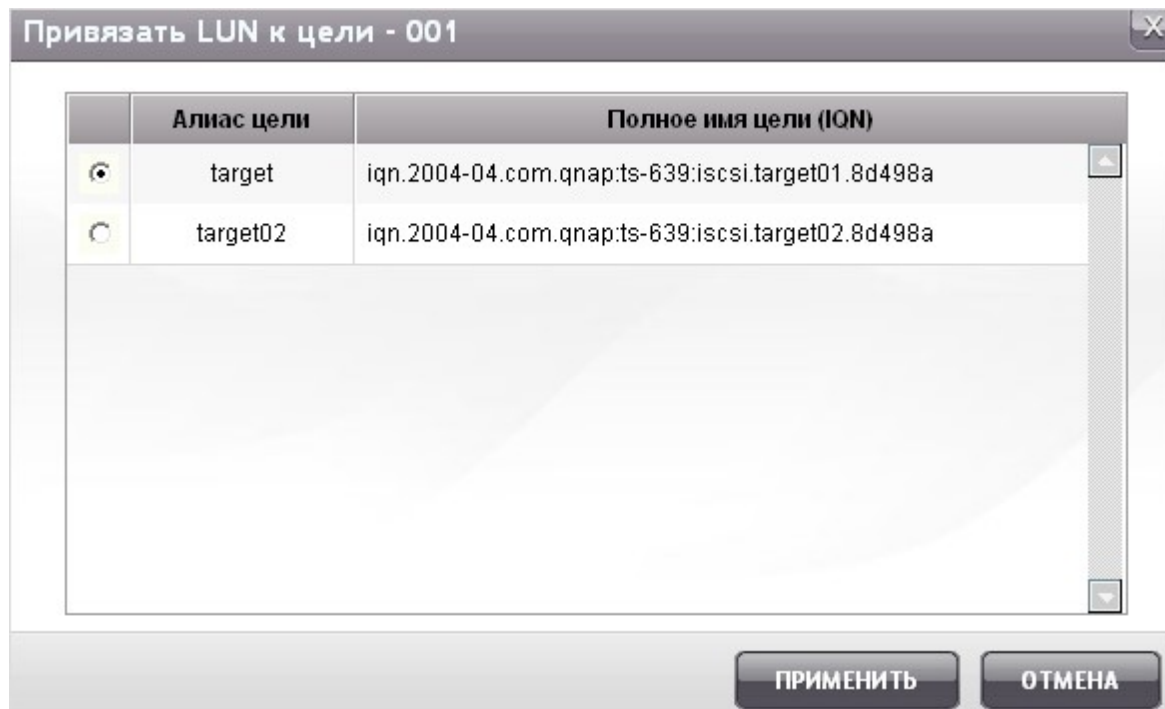 Привязать LUN к цели - 001
Алиас цели Полное имя цели (IQN)
target iqn.2004-04.com.qnap:ts-639:iscsi.target01.8d498a
target02 iqn.2004-04.com.qnap:ts-639:iscsi.target02.8d498a
ПРИМЕНИТЬ ОТМЕНА